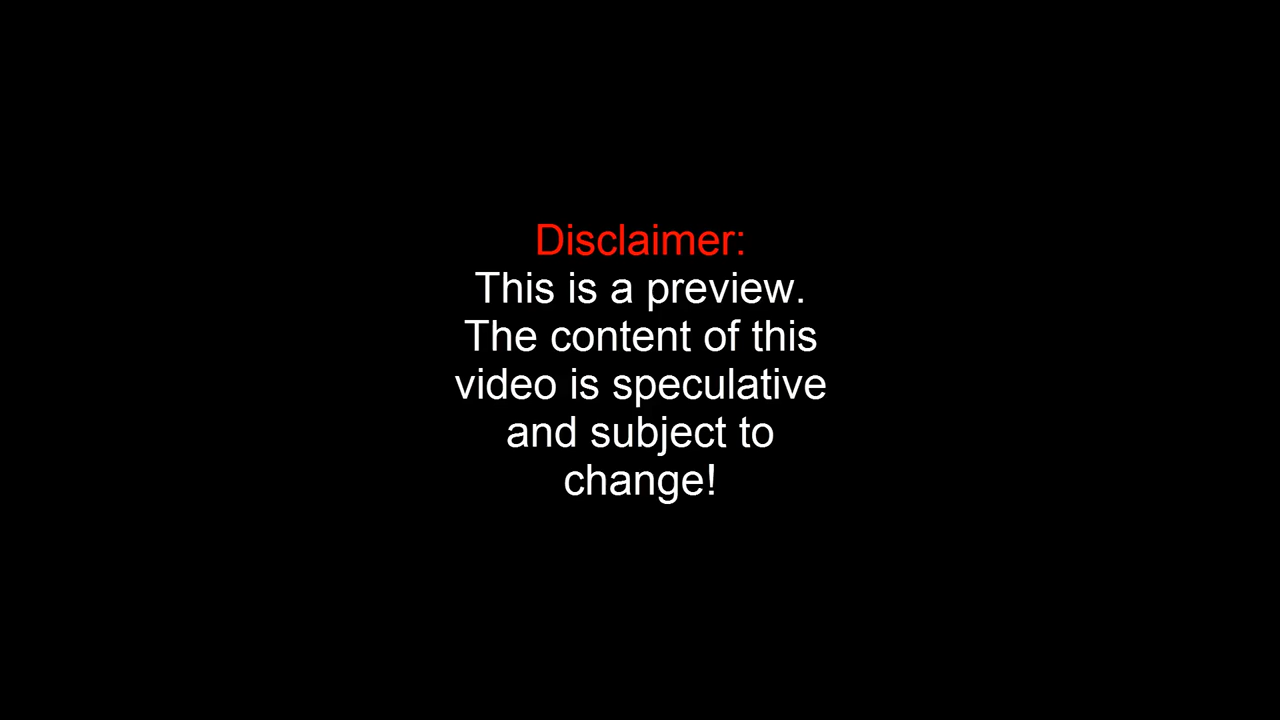 Disclaimer:
This is a preview.
The content of this
video is speculative
and subject to
change!